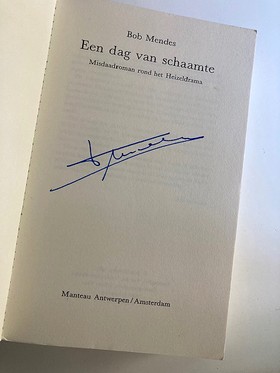 Bob Mendes
Een dag van schaamte
Misdaadroman rond het Heizeldrama
Manteau Antwerpen/Amsterdam